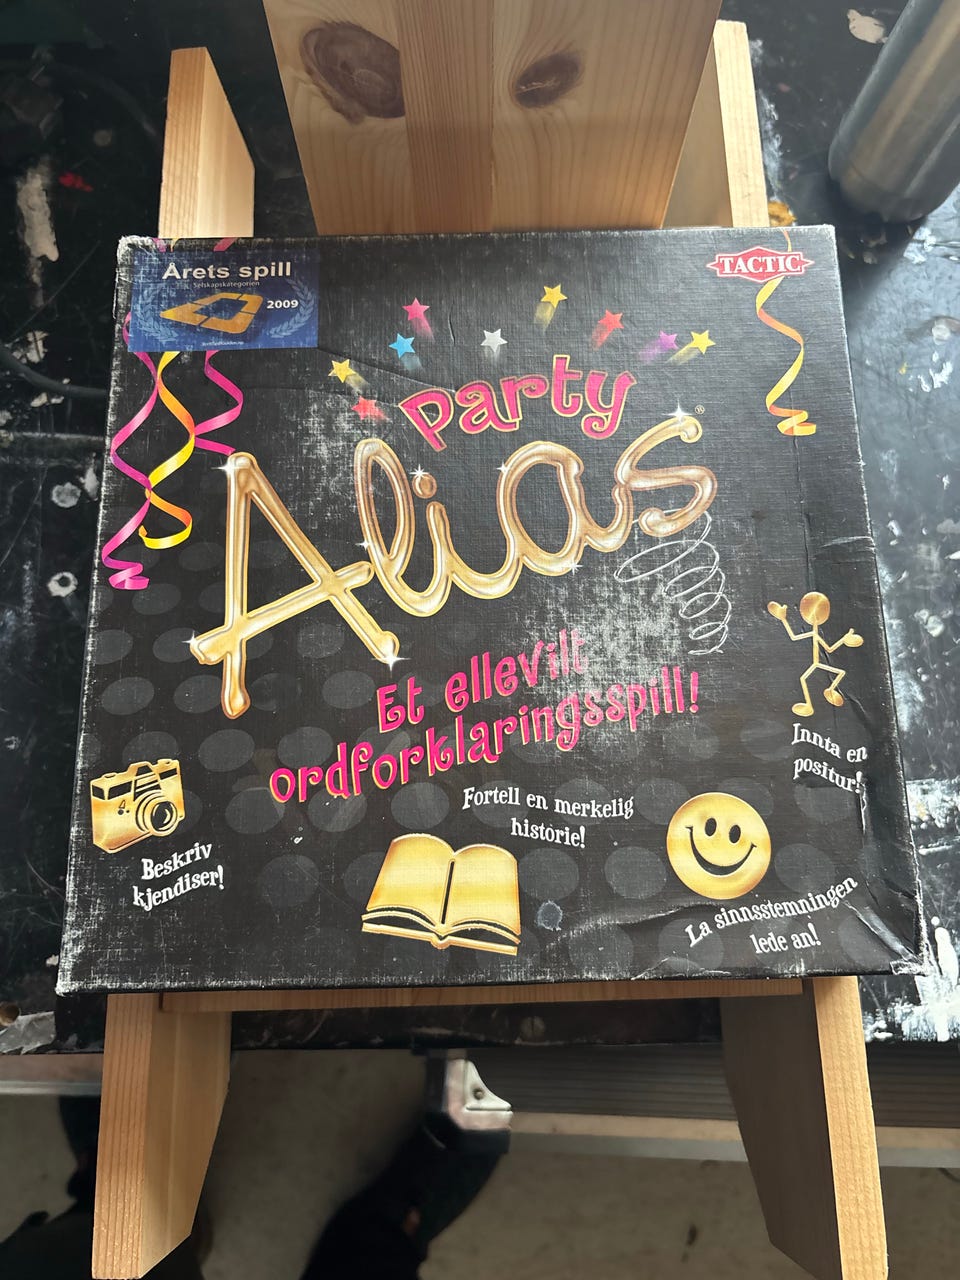 Årets spill
Selskapskategorien
2009
TACTIC
Party
Alias®
Et ellevilt
ordforklaringsspill!
Innta en
positur!
Fortell en merkelig
historie!
Beskriv
kjendiser!
La sinnsstemningen
lede an!